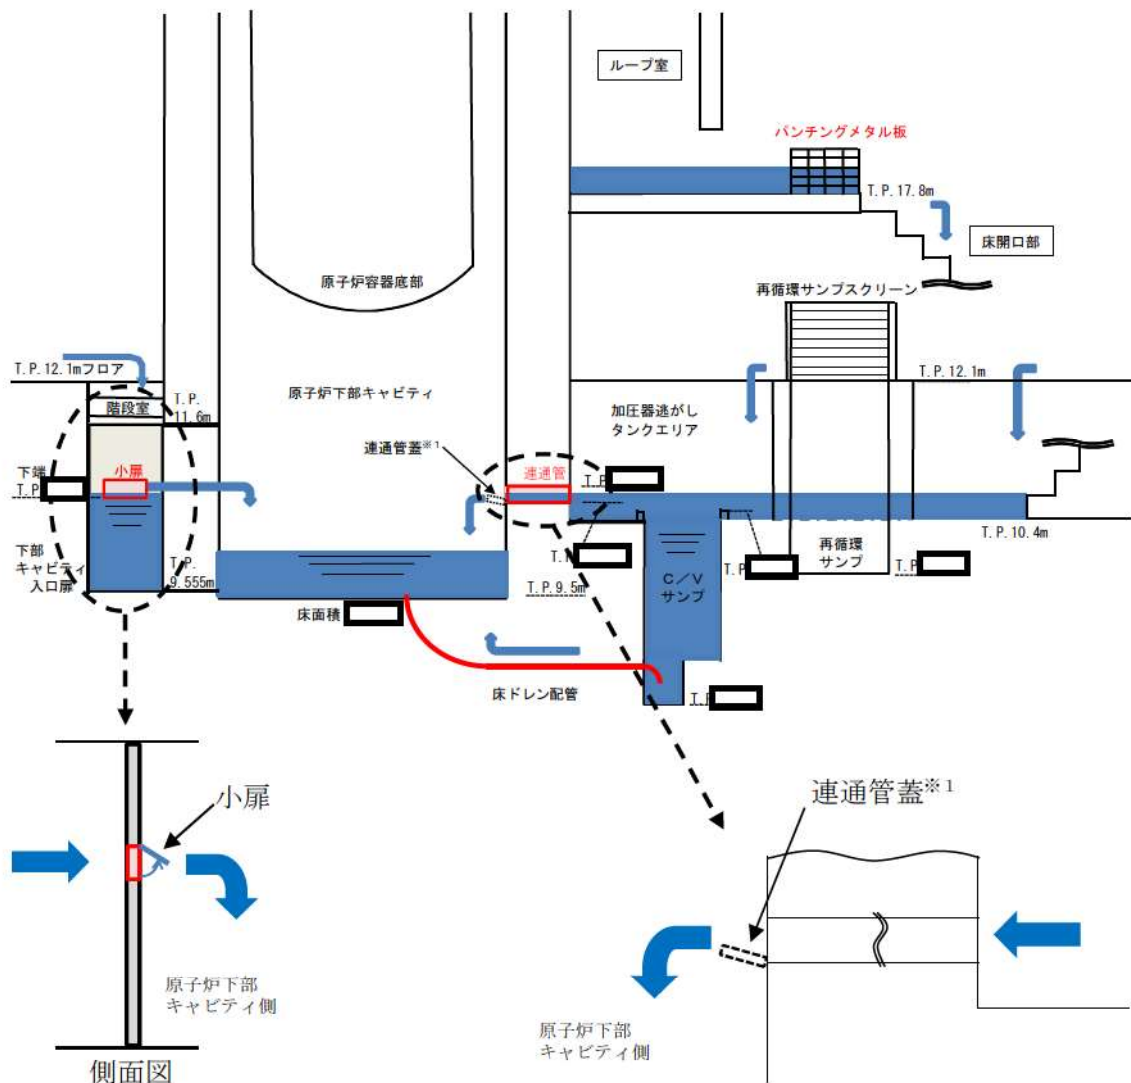 ループ室
パンチングメタル板
T.P.17.8m
床開口部
原子炉容器底部
再循環サンプスクリーン
T.P.12.1mフロア
T.P.12.1m
階段室
T.P.
11.6m
原子炉下部キャビティ
加圧器逃がし
タンクエリア
連通管蓋※1
下端
T.P
小扉
連通管
T.P
T.P.10.4m
下部
キャビティ
入口扉
T.P.
9.555m
T.P.9.5m
T.P
C/V
サンプ
再循環
サンプ
T.P
床面積
床ドレン配管
T.P
小扉
連通管蓋※1
原子炉下部
キャビティ側
原子炉下部
キャビティ側
側面図